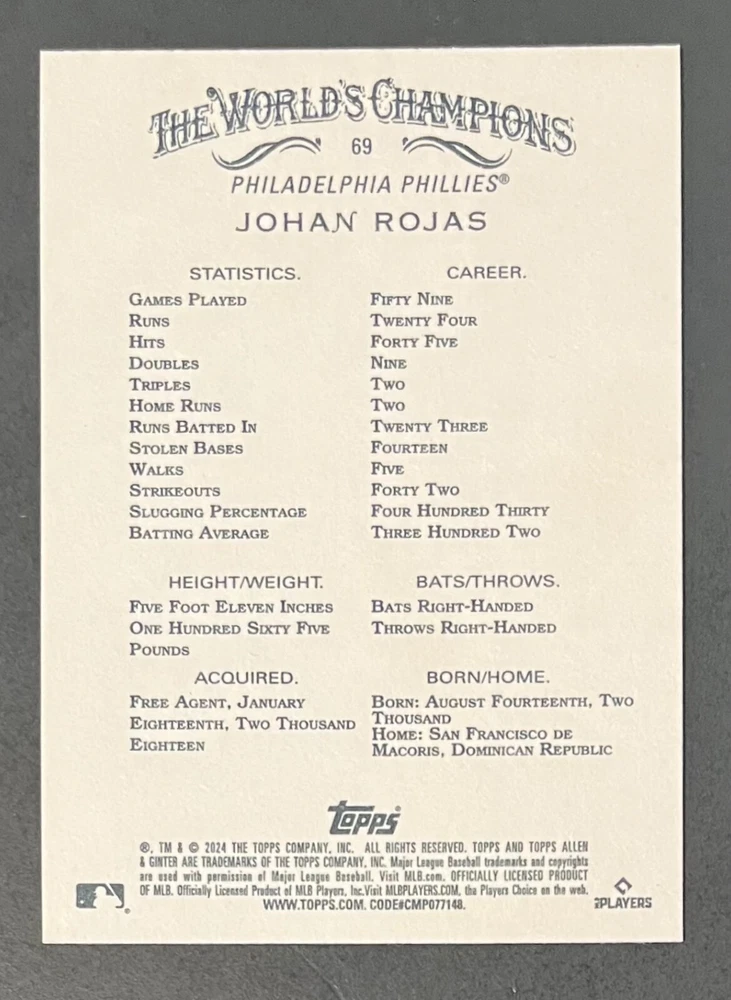 THE WORLD'S CHAMPIONS
69
PHILADELPHIA PHILLIES®
JOHAN ROJAS
STATISTICS. CAREER.
GAMES PLAYED FIFTY NINE
RUNS TWENTY FOUR
HITS FORTY FIVE
DOUBLES NINE
TRIPLES TWO
HOME RUNS TWO
RUNS BATTED IN TWENTY THREE
STOLEN BASES FOURTEEN
WALKS FIVE
STRIKEOUTS FORTY TWO
SLUGGING PERCENTAGE FOUR HUNDRED THIRTY
BATTING AVERAGE THREE HUNDRED TWO
HEIGHT/WEIGHT.
FIVE FOOT ELEVEN INCHES
ONE HUNDRED SIXTY FIVE
POUNDS
BATS/THROWS.
BATS RIGHT-HANDED
THROWS RIGHT-HANDED
ACQUIRED.
FREE AGENT, JANUARY
EIGHTEENTH, TWO THOUSAND
EIGHTEEN
BORN/HOME.
BORN: AUGUST FOURTEENTH, TWO
THOUSAND
HOME: SAN FRANCISCO DE
MACORIS, DOMINICAN REPUBLIC
Topps®
®, TM & © 2024 THE TOPPS COMPANY, INC. ALL RIGHTS RESERVED. TOPPS AND TOPPS ALLEN
& GINTER ARE TRADEMARKS OF THE TOPPS COMPANY, INC. Major League Baseball trademarks and copyrights
are used with permission of Major League Baseball. Visit MLB.com. OFFICIALLY LICENSED PRODUCT
OF MLB. Officially Licensed Product of MLB Players, Inc.Visit MLBPLAYERS.COM, the Players Choice on the web.
WWW.TOPPS.COM. CODE#CMP077148.
PLAYERS